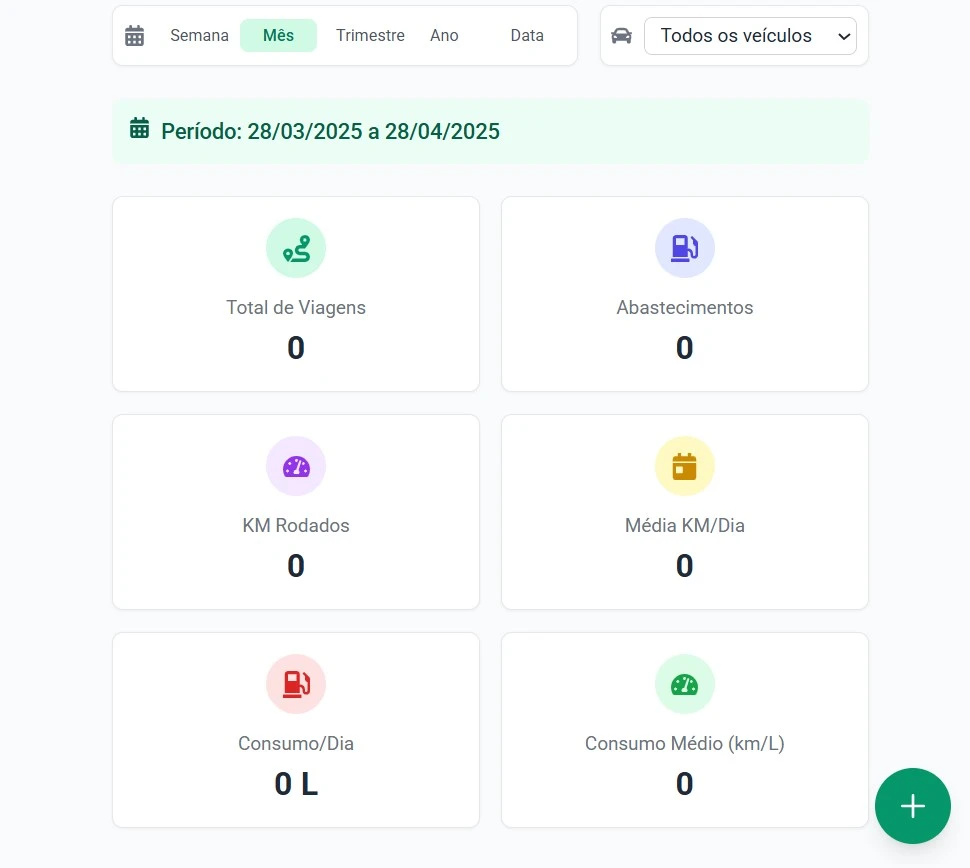 Semana Mês Trimestre Ano Data Todos os veículos
Período: 28/03/2025 a 28/04/2025
Total de Viagens
0
Abastecimentos
0
KM Rodados
0
Média KM/Dia
0
Consumo/Dia
0 L
Consumo Médio (km/L)
0